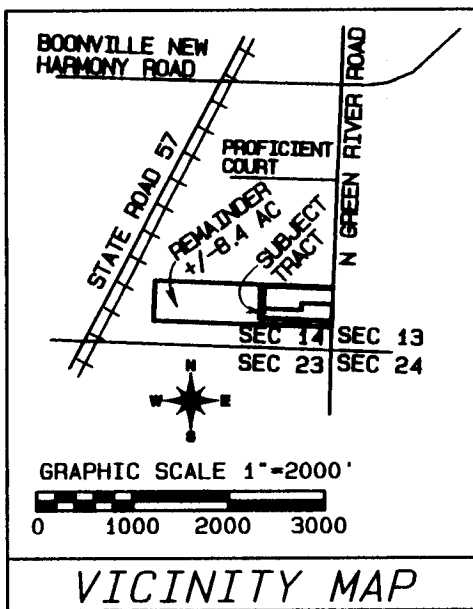 BOONVILLE NEW
HARMONY ROAD
STATE ROAD 57
PROFICIENT
COURT
N GREEN RIVER ROAD
REMAINDER
+/-8.4 AC
SUBJECT
TRACT
SEC 14
SEC 13
SEC 23
SEC 24
N
W
E
S
GRAPHIC SCALE 1"=2000'
0 1000 2000 3000
VICINITY MAP